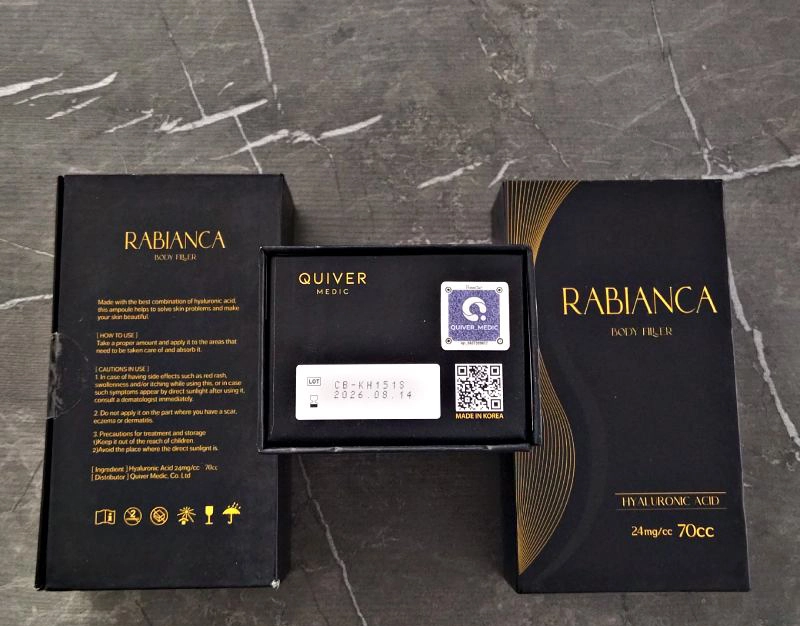 RABIANCA
BODY FILLER
Made with the best combination of hyaluronic acid,
this ampoule helps to solve skin problems and make
your skin beautiful.
[ HOW TO USE ]
Take a proper amount and apply it to the areas that
need to be taken care of and absorb it.
[ CAUTIONS IN USE ]
1. In case of having side effects such as red rash,
swollenness and/or itching while using this, or in case
such symptoms appear by direct sunlight after using it,
consult a dermatologist immediately.
2. Do not apply it on the part where you have a scar,
eczema or dermatitis.
3. Precautions for treatment and storage
1)Keep it out of the reach of children.
2)Avoid the place where the direct sunlight is.
[ Ingredient ] Hyaluronic Acid 24mg/cc 70cc
[ Distributor ] Quiver Medic, Co. Ltd
QUIVER
MEDIC
QUIVER_MEDIC
LOT
CB-KH151S
2026.08.14
MADE IN KOREA
RABIANCA
BODY FILLER
HYALURONIC ACID
24mg/cc 70cc